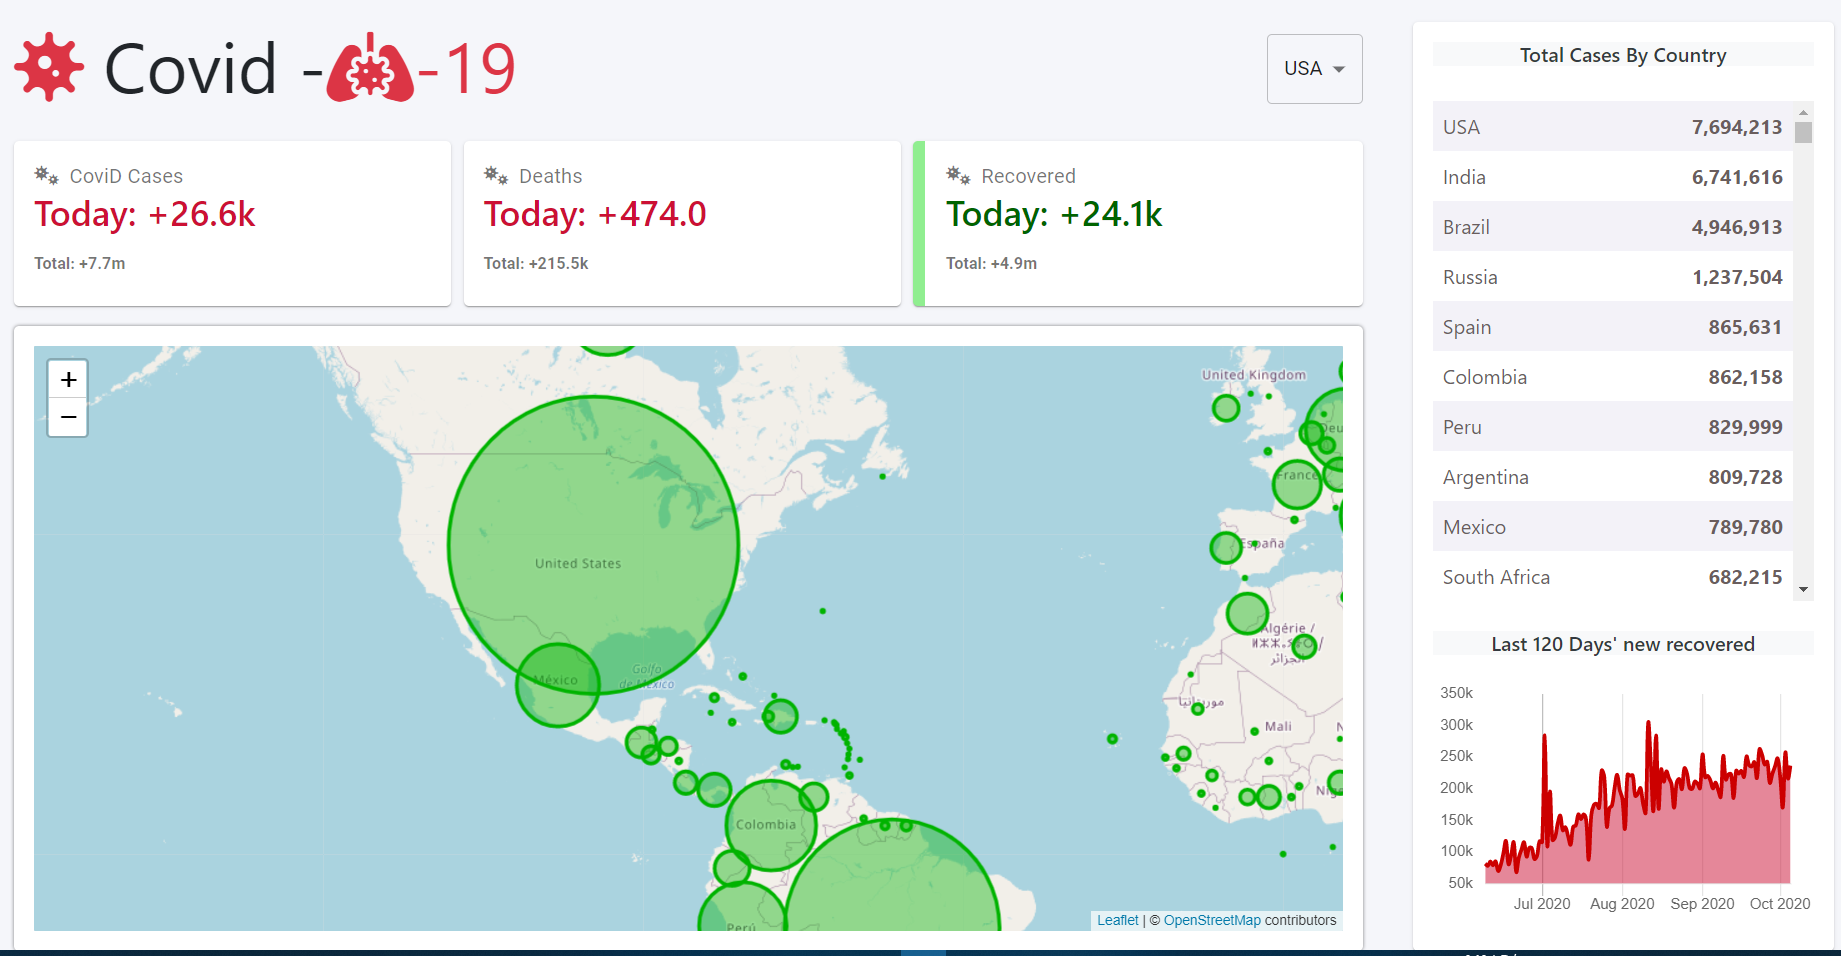 Covid - -19
USA
CoviD Cases
Today: +26.6k
Total: +7.7m
Deaths
Today: +474.0
Total: +215.5k
Recovered
Today: +24.1k
Total: +4.9m
+
−
United Kingdom
Deu
France
España
United States
Golfo
de México
México
Algérie /
ⵍⵣⵣⴰⵢⴻⵔ /
الجزائر
موريتانيا
Mali
N
Nige
Colombia
Perú
Leaflet | © OpenStreetMap contributors
Total Cases By Country
USA 7,694,213
India 6,741,616
Brazil 4,946,913
Russia 1,237,504
Spain 865,631
Colombia 862,158
Peru 829,999
Argentina 809,728
Mexico 789,780
South Africa 682,215
Last 120 Days' new recovered
350k
300k
250k
200k
150k
100k
50k
Jul 2020 Aug 2020 Sep 2020 Oct 2020